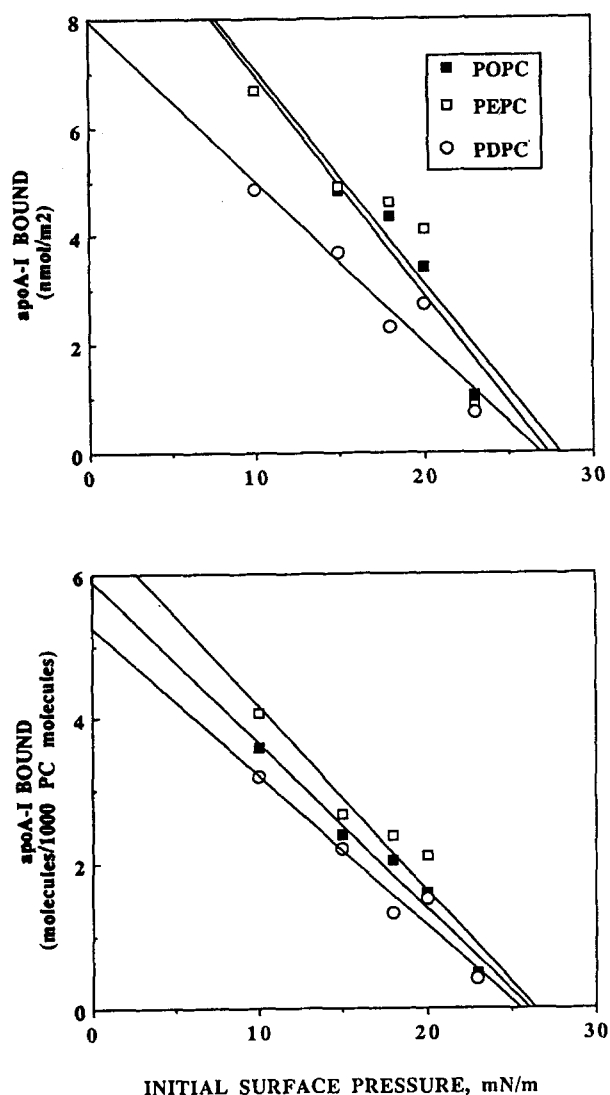 8
6
4
2
0
apoA-I BOUND
(nmol/m2)
POPC
PEPC
PDPC
0
10
20
30
6
4
2
0
apoA-I BOUND
(molecules/1000 PC molecules)
0
10
20
30
INITIAL SURFACE PRESSURE, mN/m